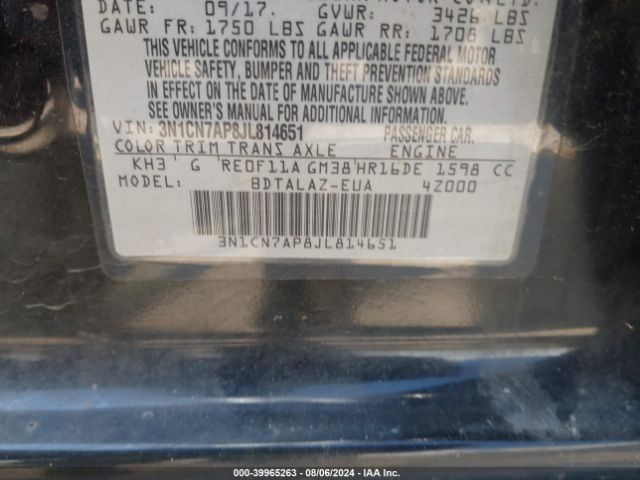 MOTOR CO., LTD.
DATE: 09/17. GVWR: 3426 LBS
GAWR FR: 1750 LBS GAWR RR: 1708 LBS
THIS VEHICLE CONFORMS TO ALL APPLICABLE FEDERAL MOTOR
VEHICLE SAFETY, BUMPER AND THEFT PREVENTION STANDARDS
IN EFFECT ON THE DATE OF MANUFACTURE SHOWN ABOVE.
SEE OWNER'S MANUAL FOR ADDITIONAL INFORMATION.
VIN: 3N1CN7AP8JL814651 PASSENGER CAR.
COLOR TRIM TRANS AXLE ENGINE
KH3 G RE0F11A GM38 HR16DE 1598 CC
MODEL: BDTALAZ-EUA 4Z000
3N1CN7AP8JL814651
000-39965263 - 08/06/2024 - IAA Inc.